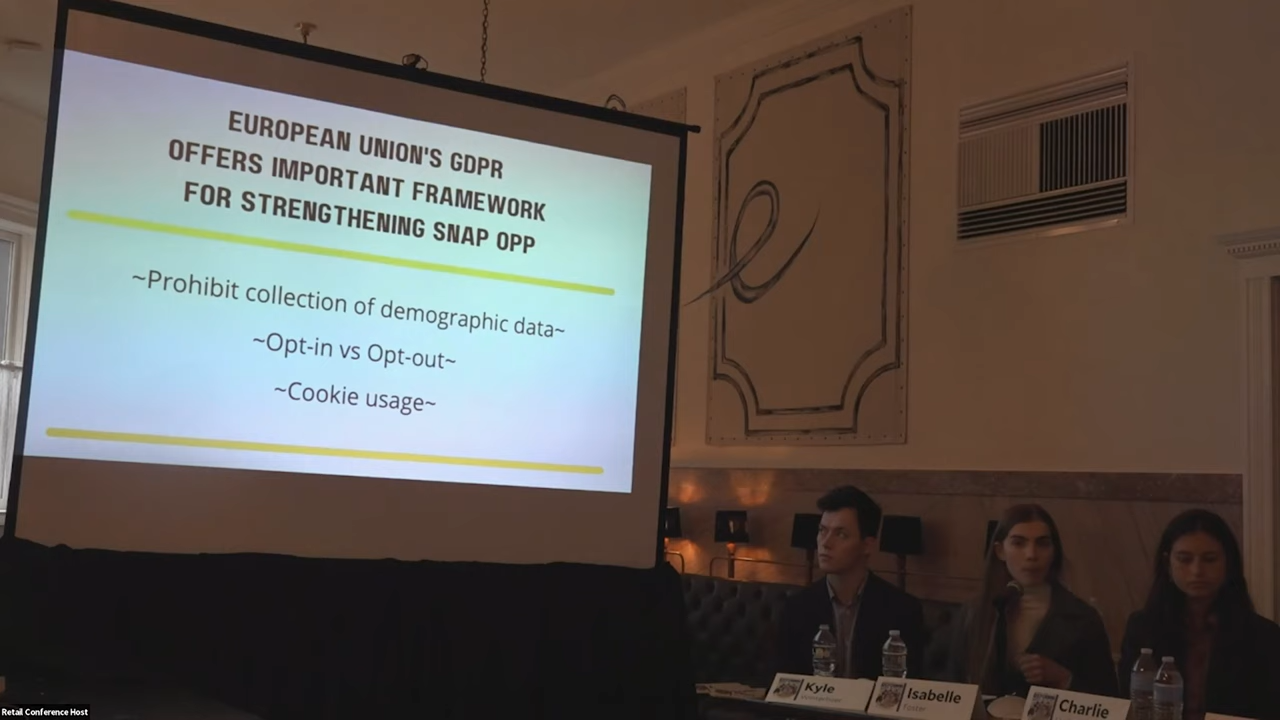 EUROPEAN UNION'S GDPR
OFFERS IMPORTANT FRAMEWORK
FOR STRENGTHENING SNAP OPP
~Prohibit collection of demographic data~
~Opt-in vs Opt-out~
~Cookie usage~
Kyle
Isabelle
Foster
Charlie
Retail Conference Host